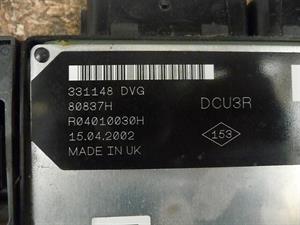 331148 DVG
80837H
DCU3R
R04010030H
15.04.2002
153
MADE IN UK